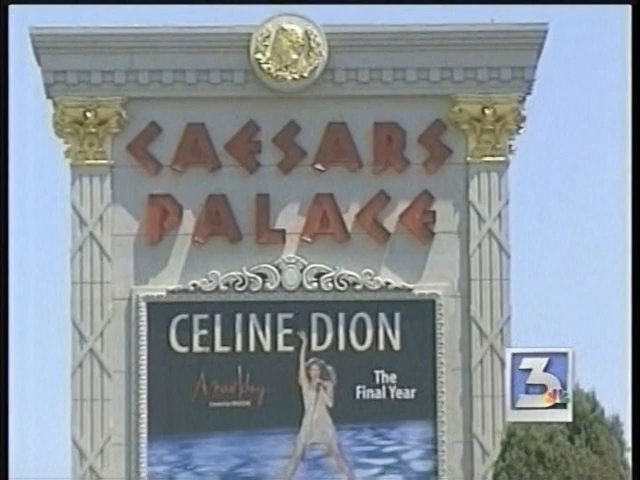 CAESARS
PALACE
CELINE DION
A new day...
The
Final Year
3